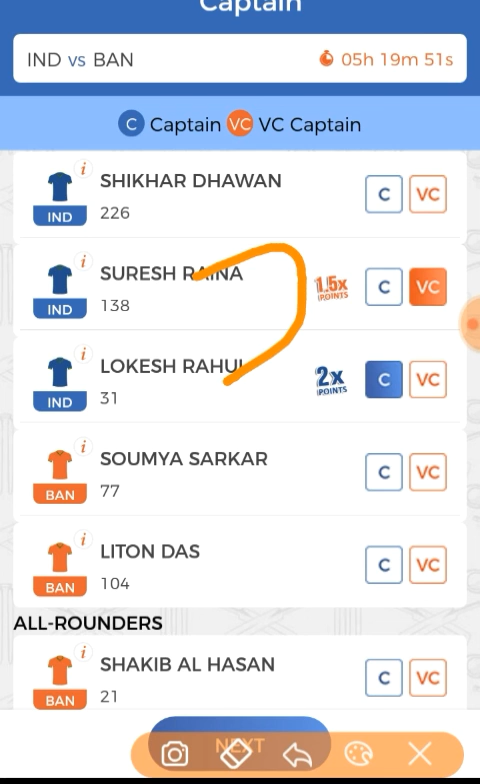 Captain
IND vs BAN 05h 19m 51s
C Captain VC VC Captain
i SHIKHAR DHAWAN
IND 226 C VC
i SURESH RAINA
IND 138 1.5x POINTS C VC
i LOKESH RAHUL
IND 31 2x POINTS C VC
i SOUMYA SARKAR
BAN 77 C VC
i LITON DAS
BAN 104 C VC
ALL-ROUNDERS
i SHAKIB AL HASAN
BAN 21 C VC
NEXT